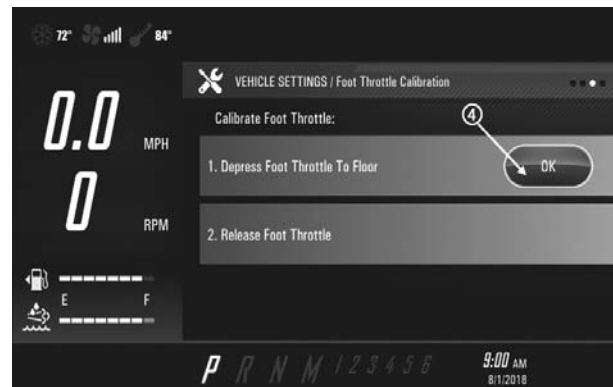 72° 84°
VEHICLE SETTINGS / Foot Throttle Calibration
Calibrate Foot Throttle:
④
0.0 MPH
1. Depress Foot Throttle To Floor OK
0 RPM
2. Release Foot Throttle
E F
P R N M 1 2 3 4 5 6
9:00 AM
8/1/2018